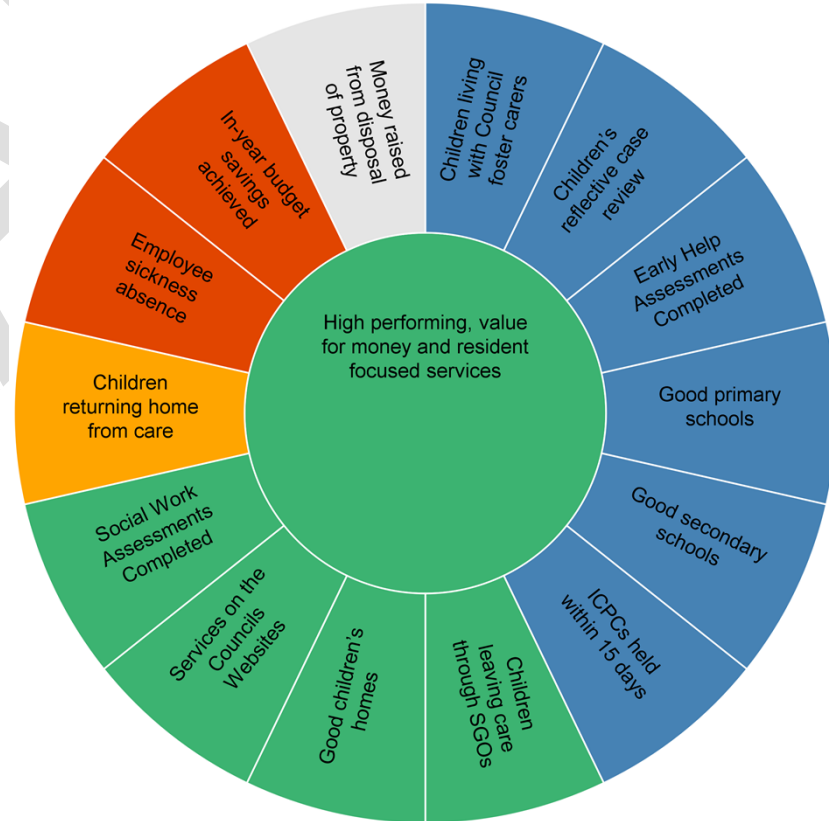 High performing, value
for money and resident
focused services
Children living
with Council
foster carers
Children's
reflective case
review
Early Help
Assessments
Completed
Good primary
schools
Good secondary
schools
ICPCs held
within 15 days
Children
leaving care
through SGOs
Good children's
homes
Services on the
Councils
Websites
Social Work
Assessments
Completed
Children
returning home
from care
Employee
sickness
absence
In-year budget
savings
achieved
Money raised
from disposal
of property